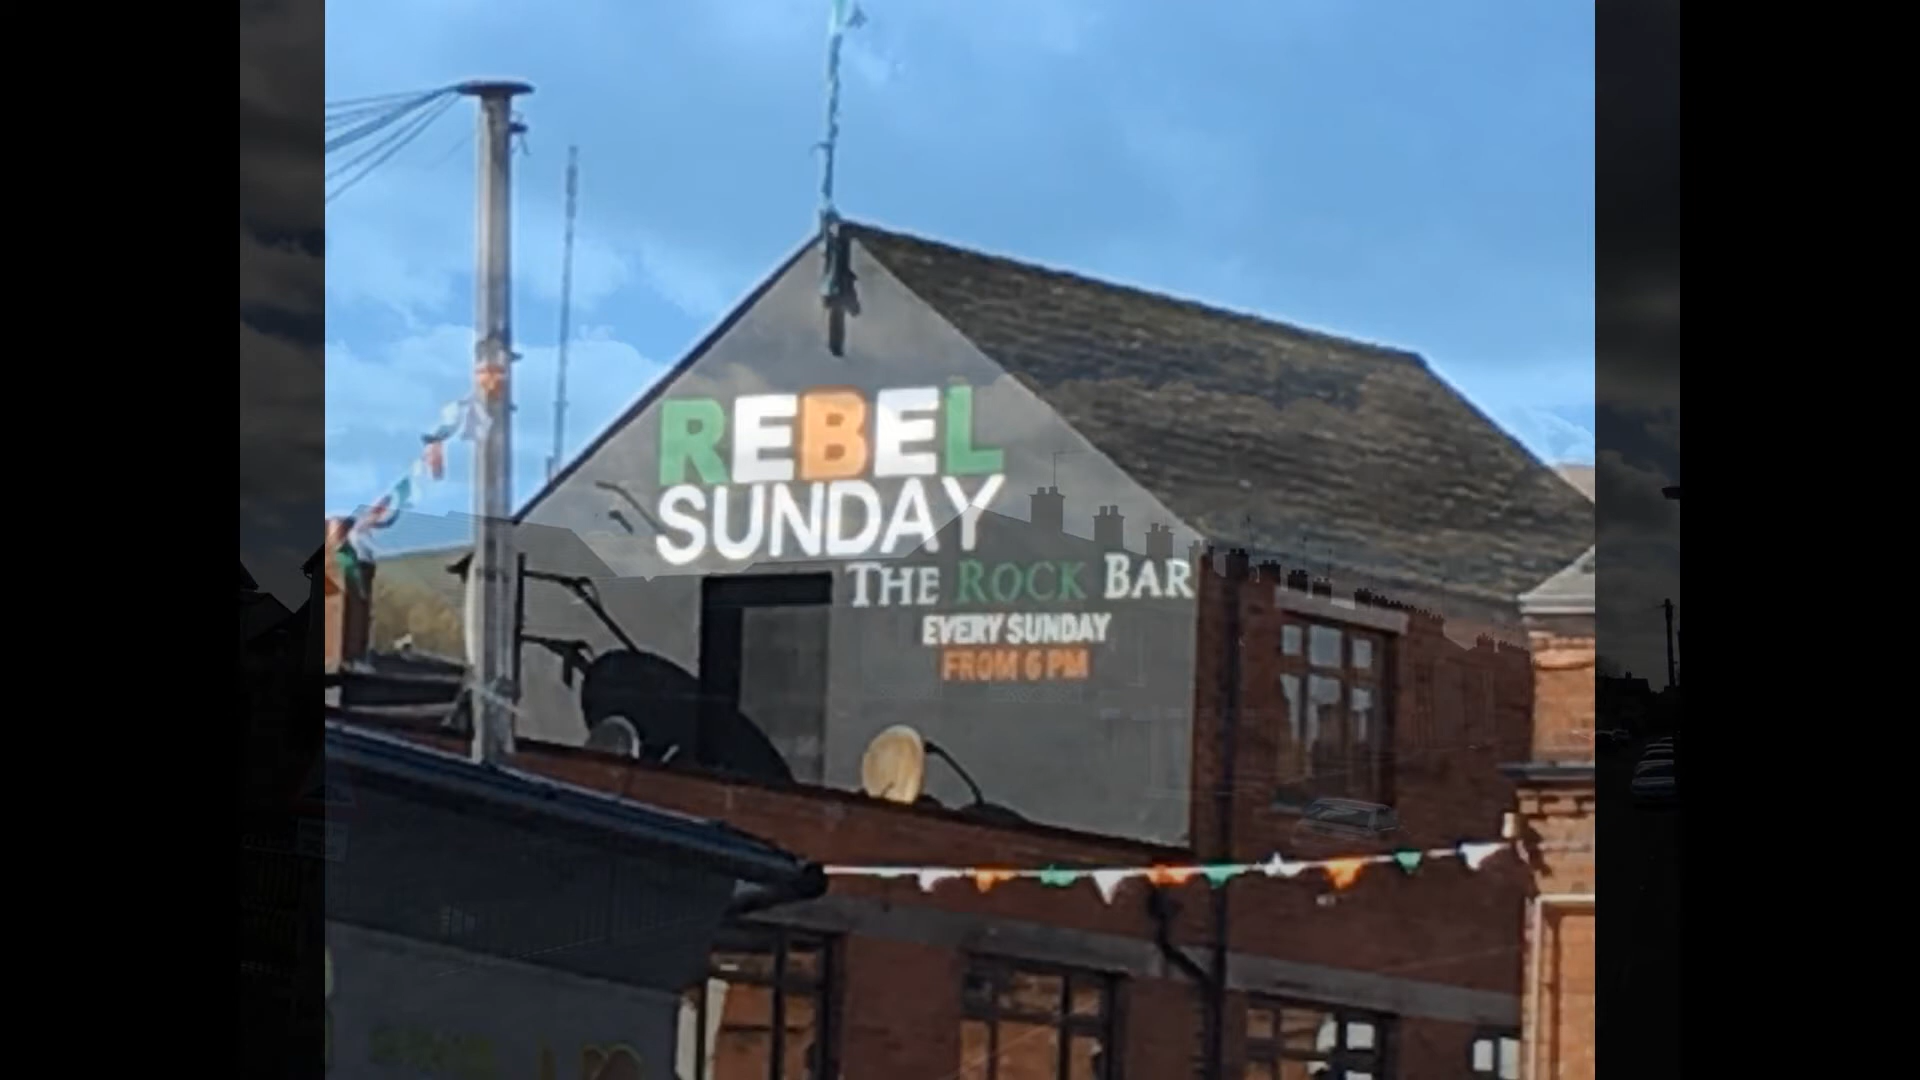 REBEL
SUNDAY
THE ROCK BAR
EVERY SUNDAY
FROM 6 PM